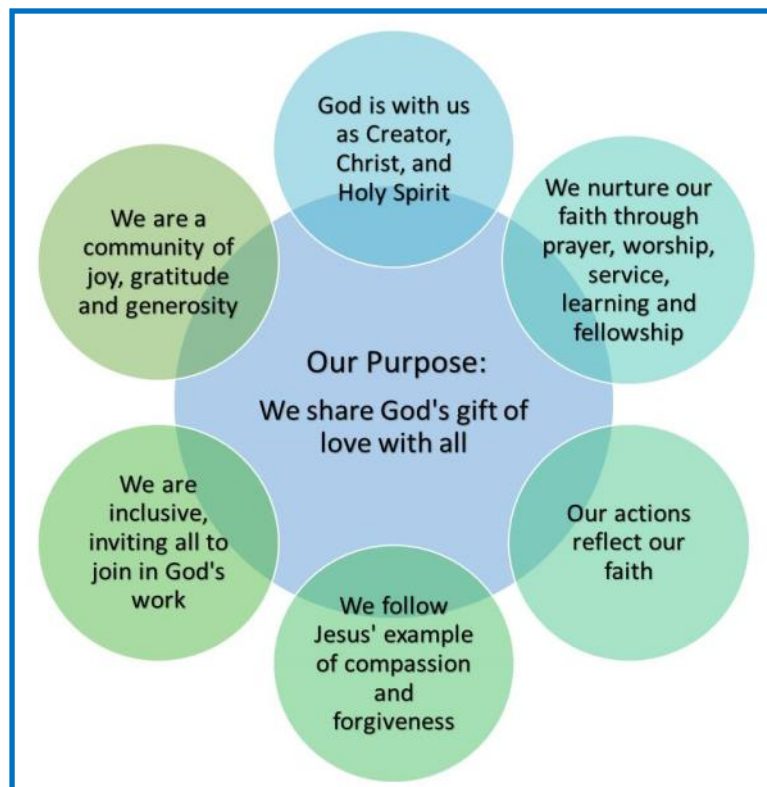 God is with us
as Creator,
Christ, and
Holy Spirit
We nurture our
faith through
prayer, worship,
service,
learning and
fellowship
Our actions
reflect our
faith
We follow
Jesus' example
of compassion
and
forgiveness
We are
inclusive,
inviting all to
join in God's
work
We are a
community of
joy, gratitude
and generosity
Our Purpose:
We share God's gift of
love with all